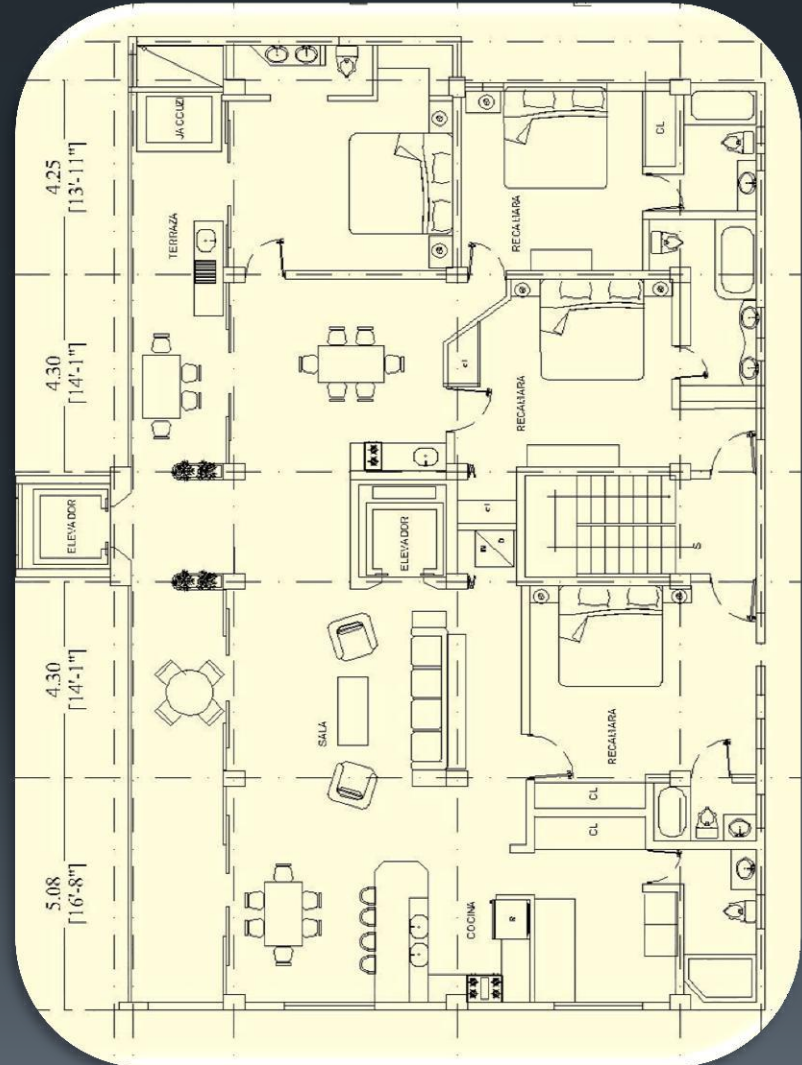 4.25
[13'-11"]
4.30
[14'-1"]
4.30
[14'-1"]
5.08
[16'-8"]
JACCUZI
TERRAZA
RECAMARA
CL
cl
RECAMARA
ELEVADOR
ELEVADOR
cl
S
SALA
RECAMARA
CL
CL
COCINA
R